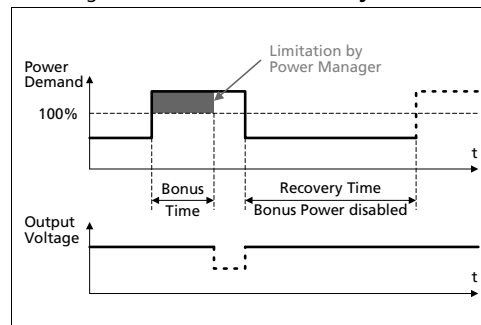 Limitation by
Power Manager
Power
Demand
100%
t
Bonus
Time
Recovery Time
Bonus Power disabled
Output
Voltage
t